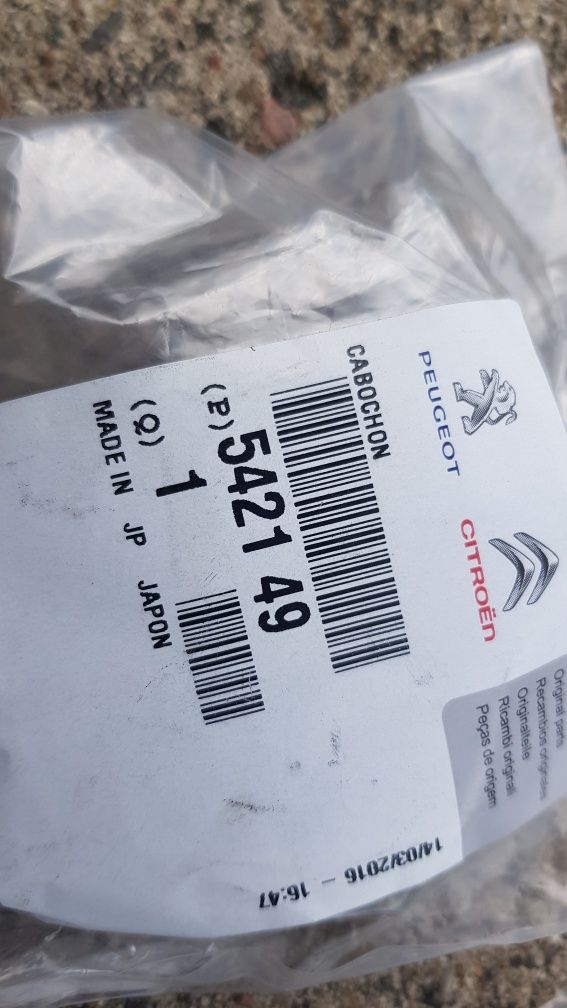 PEUGEOT
CITROËN
Original parts
Recambios originales
Originalteile
Ricambi originali
Peças de origem
CABOCHON
(P) 5421 49
(Q) 1
MADE IN JP JAPON
14/03/2016 - 16:47